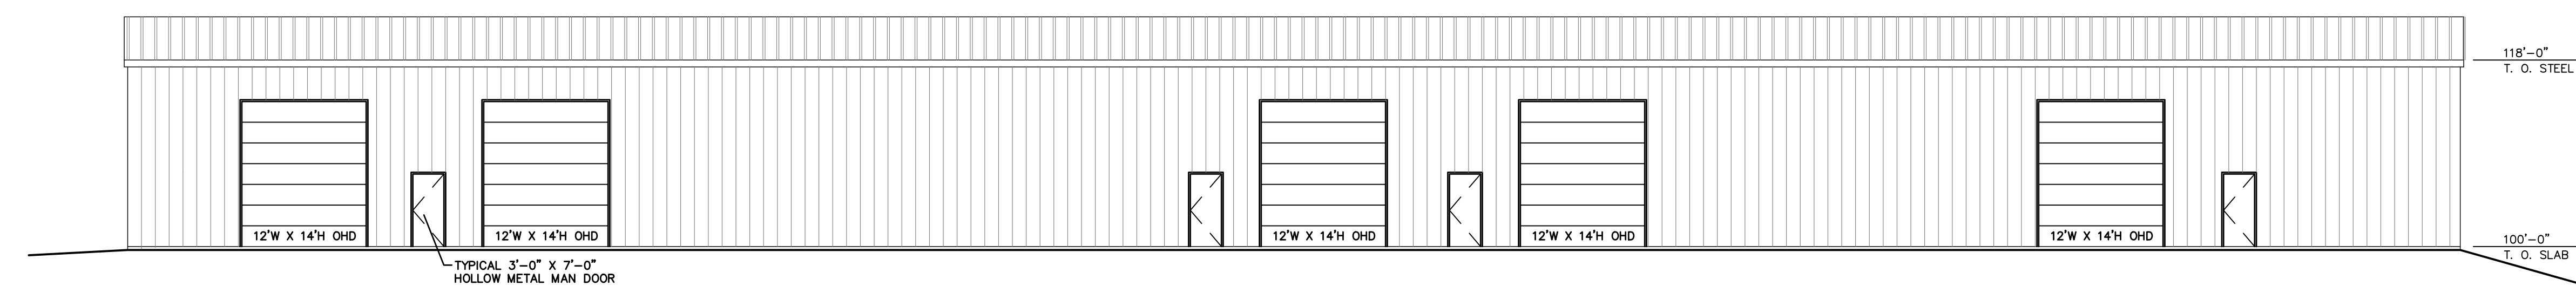 118'-0"
T. O. STEEL
12'W X 14'H OHD
12'W X 14'H OHD
12'W X 14'H OHD
12'W X 14'H OHD
12'W X 14'H OHD
100'-0"
T. O. SLAB
TYPICAL 3'-0" X 7'-0"
HOLLOW METAL MAN DOOR